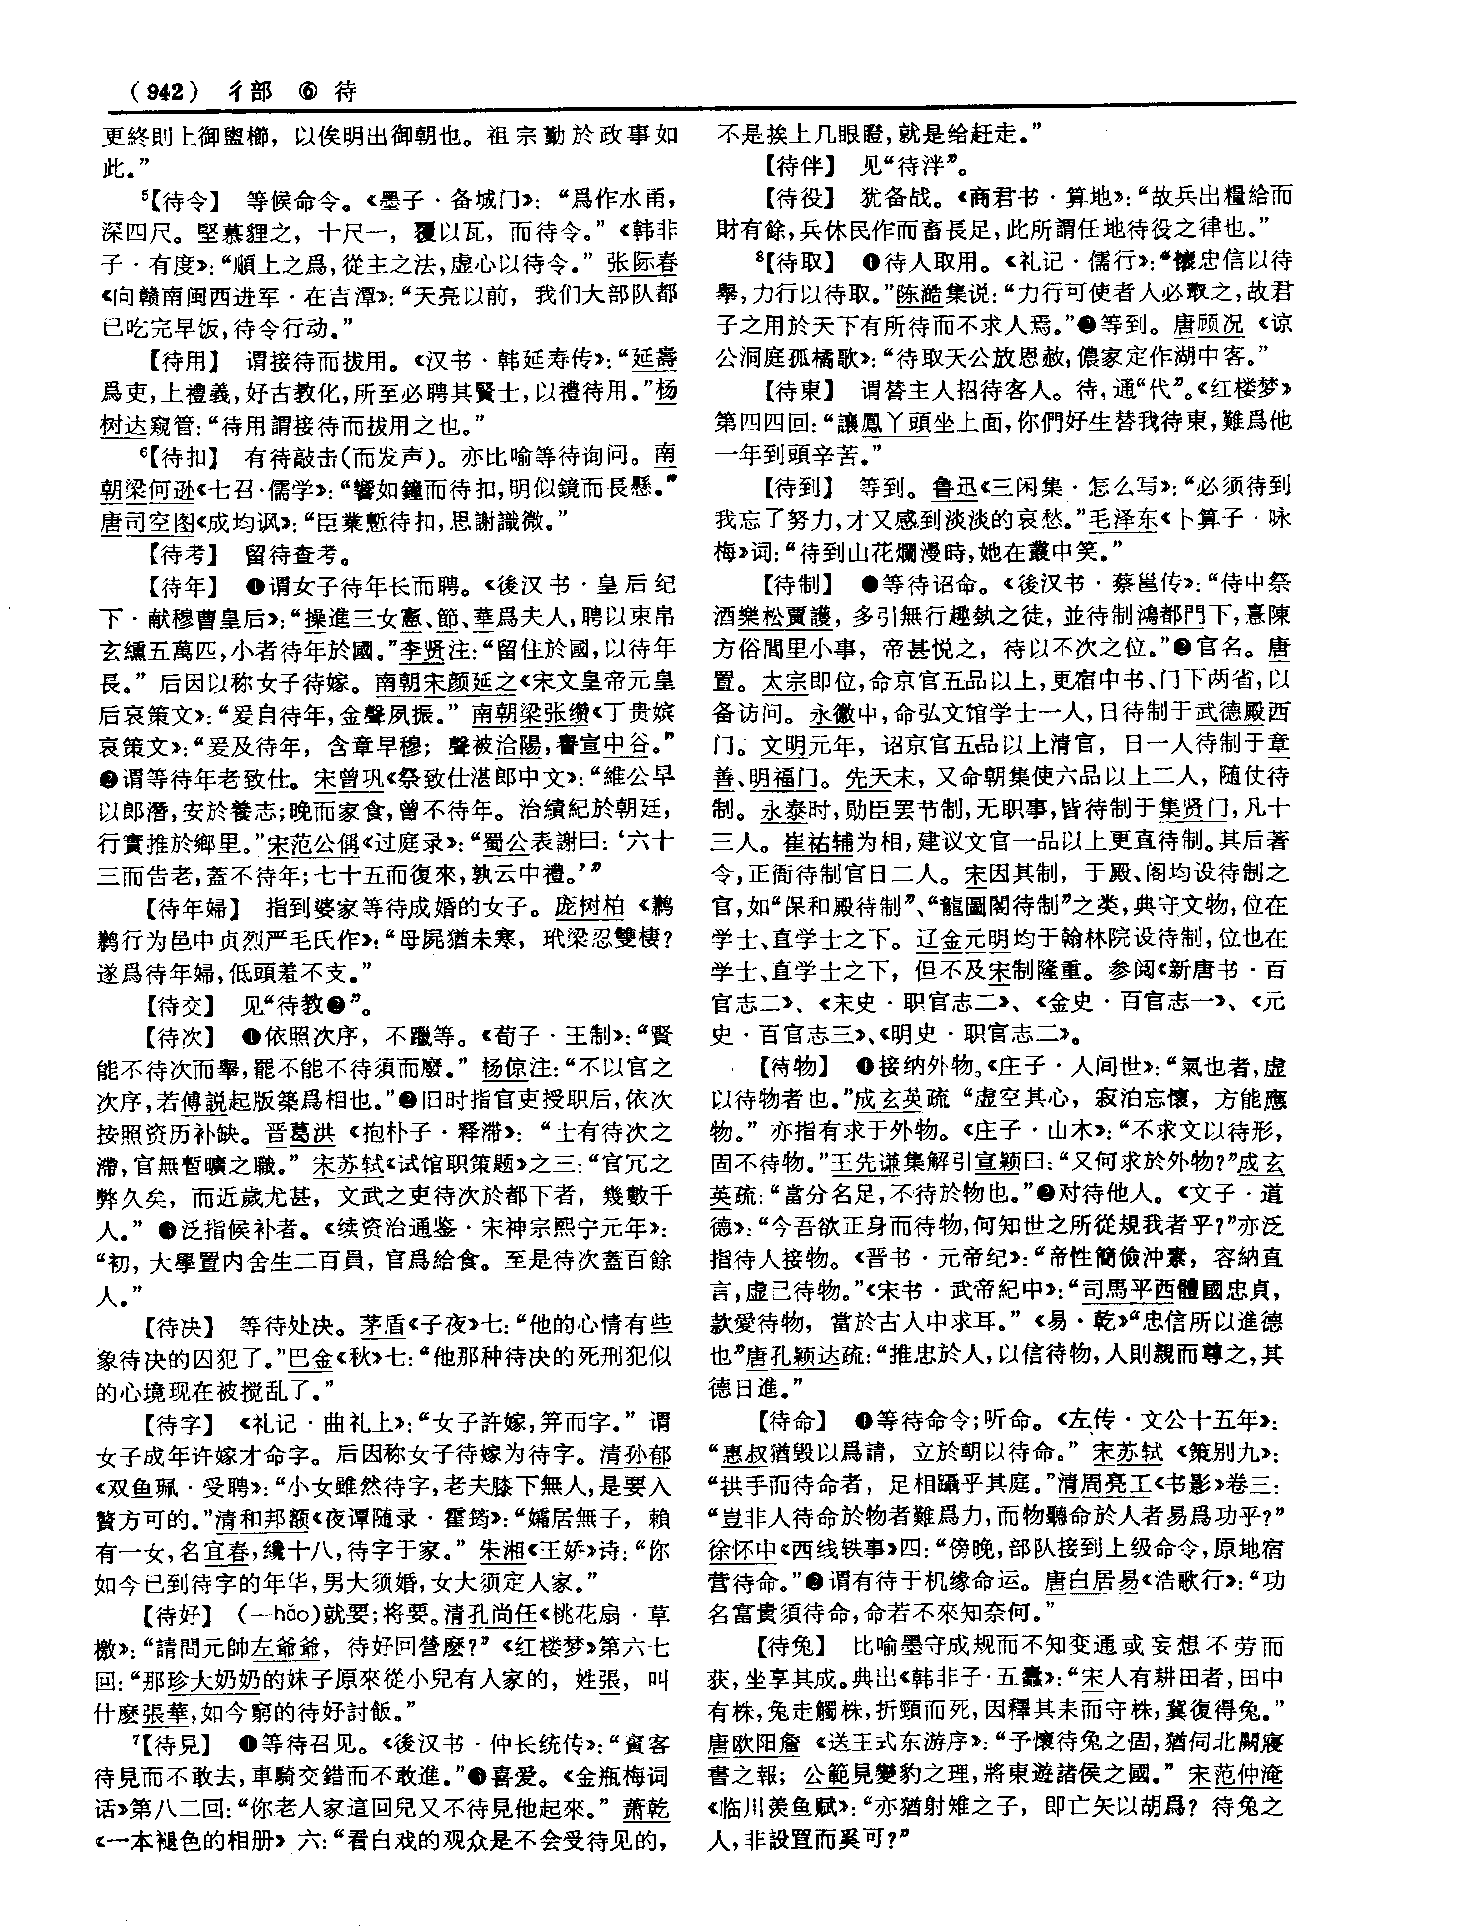 （942） 彳部 ⑥ 待
更終則上御盥櫛，以俟明出御朝也。祖宗勤於政事如
此。”
⁵【待令】 等候命令。《墨子·备城门》：“爲作水甬，
深四尺。堅慕貍之，十尺一，覆以瓦，而待令。”《韩非
子·有度》：“順上之爲，從主之法，虚心以待令。”张际春
《向赣南闽西进军·在吉潭》：“天亮以前，我们大部队都
已吃完早饭，待令行动。”
【待用】 谓接待而拔用。《汉书·韩延寿传》：“延壽
爲吏，上禮義，好古教化，所至必聘其賢士，以禮待用。”杨
树达窥管：“待用謂接待而拔用之也。”
⁶【待扣】 有待敲击（而发声）。亦比喻等待询问。南
朝梁何逊《七召·儒学》：“響如鐘而待扣，明似鏡而長懸。”
唐司空图《成均讽》：“臣業慙待扣，思謝識微。”
【待考】 留待查考。
【待年】 ❶谓女子待年长而聘。《後汉书·皇后纪
下·献穆曹皇后》：“操進三女憲、節、華爲夫人，聘以束帛
玄纁五萬匹，小者待年於國。”李贤注：“留住於國，以待年
長。”后因以称女子待嫁。南朝宋颜延之《宋文皇帝元皇
后哀策文》：“爰自待年，金聲夙振。”南朝梁张缵《丁贵嫔
哀策文》：“爰及待年，含章早穆；聲被洽陽，譽宣中谷。”
❷谓等待年老致仕。宋曾巩《祭致仕湛郎中文》：“維公早
以郎潛，安於養志；晚而家食，曾不待年。治績紀於朝廷，
行實推於鄉里。”宋范公偁《过庭录》：“蜀公表謝曰：‘六十
三而告老，蓋不待年；七十五而復來，孰云中禮。’”
【待年婦】 指到婆家等待成婚的女子。庞树柏《鹣
鹣行为邑中贞烈严毛氏作》：“母屍猶未寒，玳梁忍雙棲？
遂爲待年婦，低頭羞不支。”
【待交】 见“待教❷”。
【待次】 ❶依照次序，不躐等。《荀子·王制》：“賢
能不待次而舉，罷不能不待須而廢。”杨倞注：“不以官之
次序，若傅説起版築爲相也。”❷旧时指官吏授职后，依次
按照资历补缺。晋葛洪《抱朴子·释滞》：“士有待次之
滯，官無暫曠之職。”宋苏轼《试馆职策题》之三：“官冗之
弊久矣，而近歲尤甚，文武之吏待次於都下者，幾數千
人。”❸泛指候补者。《续资治通鉴·宋神宗熙宁元年》：
“初，大學置内舍生二百員，官爲給食。至是待次蓋百餘
人。”
【待决】 等待处决。茅盾《子夜》七：“他的心情有些
象待决的囚犯了。”巴金《秋》七：“他那种待决的死刑犯似
的心境现在被搅乱了。”
【待字】 《礼记·曲礼上》：“女子許嫁，笄而字。”谓
女子成年许嫁才命字。后因称女子待嫁为待字。清孙郁
《双鱼珮·受聘》：“小女雖然待字，老夫膝下無人，是要入
贅方可的。”清和邦额《夜谭随录·霍筠》：“孀居無子，賴
有一女，名宜春，纔十八，待字于家。”朱湘《王娇》诗：“你
如今已到待字的年华，男大须婚，女大须定人家。”
【待好】 （－hǎo）就要；将要。清孔尚任《桃花扇·草
檄》：“請問元帥左爺爺，待好回營麽？”《红楼梦》第六七
回：“那珍大奶奶的妹子原來從小兒有人家的，姓張，叫
什麽張華，如今窮的待好討飯。”
⁷【待見】 ❶等待召见。《後汉书·仲长统传》：“賓客
待見而不敢去，車騎交錯而不敢進。”❷喜爱。《金瓶梅词
话》第八二回：“你老人家這回兒又不待見他起來。”萧乾
《一本褪色的相册》六：“看白戏的观众是不会受待见的，
不是挨上几眼瞪，就是给赶走。”
【待伴】 见“待泮”。
【待役】 犹备战。《商君书·算地》：“故兵出糧給而
財有餘，兵休民作而畜長足，此所謂任地待役之律也。”
⁸【待取】 ❶待人取用。《礼记·儒行》：“懷忠信以待
舉，力行以待取。”陈澔集说：“力行可使者人必取之，故君
子之用於天下有所待而不求人焉。”❷等到。唐顾况《谅
公洞庭孤橘歌》：“待取天公放恩赦，儂家定作湖中客。”
【待東】 谓替主人招待客人。待，通“代”。《红楼梦》
第四四回：“讓鳳丫頭坐上面，你們好生替我待東，難爲他
一年到頭辛苦。”
【待到】 等到。鲁迅《三闲集·怎么写》：“必须待到
我忘了努力，才又感到淡淡的哀愁。”毛泽东《卜算子·咏
梅》词：“待到山花爛漫時，她在叢中笑。”
【待制】 ❶等待诏命。《後汉书·蔡邕传》：“侍中祭
酒樂松賈護，多引無行趣埶之徒，並待制鴻都門下，憙陳
方俗閭里小事，帝甚悦之，待以不次之位。”❷官名。唐
置。太宗即位，命京官五品以上，更宿中书、门下两省，以
备访问。永徽中，命弘文馆学士一人，日待制于武德殿西
门。文明元年，诏京官五品以上清官，日一人待制于章
善、明福门。先天末，又命朝集使六品以上二人，随仗待
制。永泰时，勋臣罢节制，无职事，皆待制于集贤门，凡十
三人。崔祐辅为相，建议文官一品以上更直待制。其后著
令，正衙待制官日二人。宋因其制，于殿、阁均设待制之
官，如“保和殿待制”、“龍圖閣待制”之类，典守文物，位在
学士、直学士之下。辽金元明均于翰林院设待制，位也在
学士、直学士之下，但不及宋制隆重。参阅《新唐书·百
官志二》、《宋史·职官志二》、《金史·百官志一》、《元
史·百官志三》、《明史·职官志二》。
【待物】 ❶接纳外物。《庄子·人间世》：“氣也者，虚
以待物者也。”成玄英疏“虚空其心，寂泊忘懷，方能應
物。”亦指有求于外物。《庄子·山木》：“不求文以待形，
固不待物。”王先谦集解引宣颖曰：“又何求於外物？”成玄
英疏：“當分名足，不待於物也。”❷对待他人。《文子·道
德》：“今吾欲正身而待物，何知世之所從規我者乎？”亦泛
指待人接物。《晋书·元帝纪》：“帝性簡儉沖素，容納直
言，虚己待物。”《宋书·武帝紀中》：“司馬平西體國忠貞，
款愛待物，當於古人中求耳。”《易·乾》“忠信所以進德
也”唐孔颖达疏：“推忠於人，以信待物，人則親而尊之，其
德日進。”
【待命】 ❶等待命令；听命。《左传·文公十五年》：
“惠叔猶毀以爲請，立於朝以待命。”宋苏轼《策别九》：
“拱手而待命者，足相躡乎其庭。”清周亮工《书影》卷三：
“豈非人待命於物者難爲力，而物聽命於人者易爲功乎？”
徐怀中《西线轶事》四：“傍晚，部队接到上级命令，原地宿
营待命。”❷谓有待于机缘命运。唐白居易《浩歌行》：“功
名富貴須待命，命若不來知奈何。”
【待兔】 比喻墨守成规而不知变通或妄想不劳而
获，坐享其成。典出《韩非子·五蠹》：“宋人有耕田者，田中
有株，兔走觸株，折頸而死，因釋其耒而守株，冀復得兔。”
唐欧阳詹《送王式东游序》：“予懷待兔之固，猶伺北闕寢
書之報；公範見變豹之理，將東遊諸侯之國。”宋范仲淹
《临川羡鱼赋》：“亦猶射雉之子，即亡矢以胡爲？待兔之
人，非設罝而奚可？”